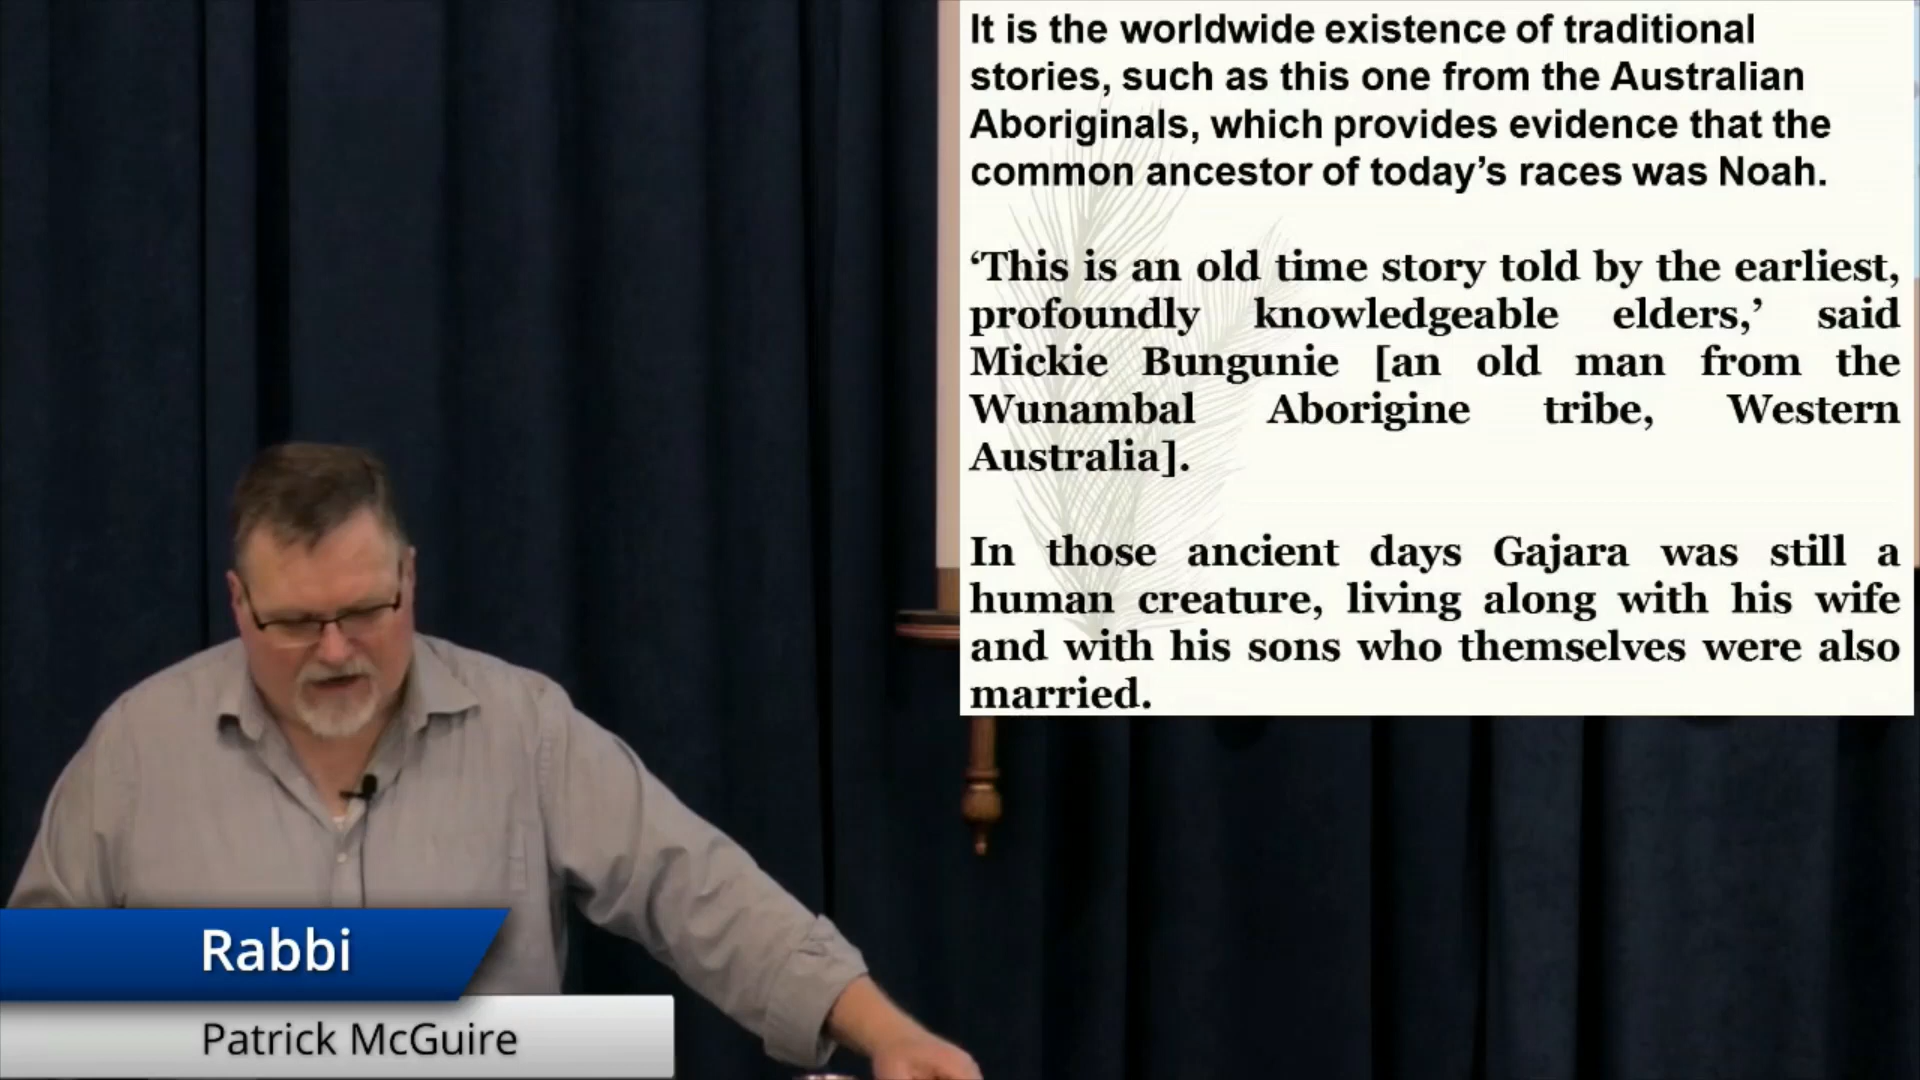 It is the worldwide existence of traditional
stories, such as this one from the Australian
Aboriginals, which provides evidence that the
common ancestor of today’s races was Noah.
‘This is an old time story told by the earliest,
profoundly knowledgeable elders,’ said
Mickie Bungunie [an old man from the
Wunambal Aborigine tribe, Western
Australia].
In those ancient days Gajara was still a
human creature, living along with his wife
and with his sons who themselves were also
married.
Rabbi
Patrick McGuire